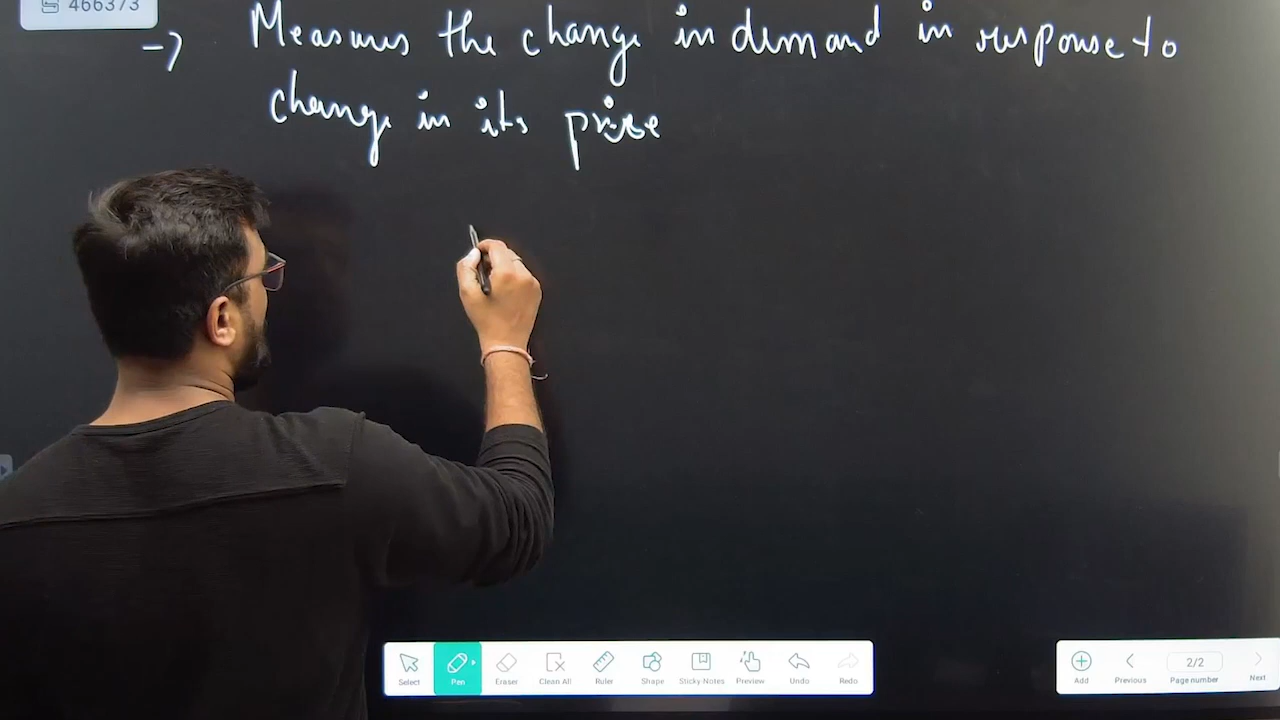 466373
→ Measures the change in demand in response to
change in its price
Select Pen Eraser Clean All Ruler Shape Sticky Notes Preview Undo Redo
Add Previous 2/2 Page number Next